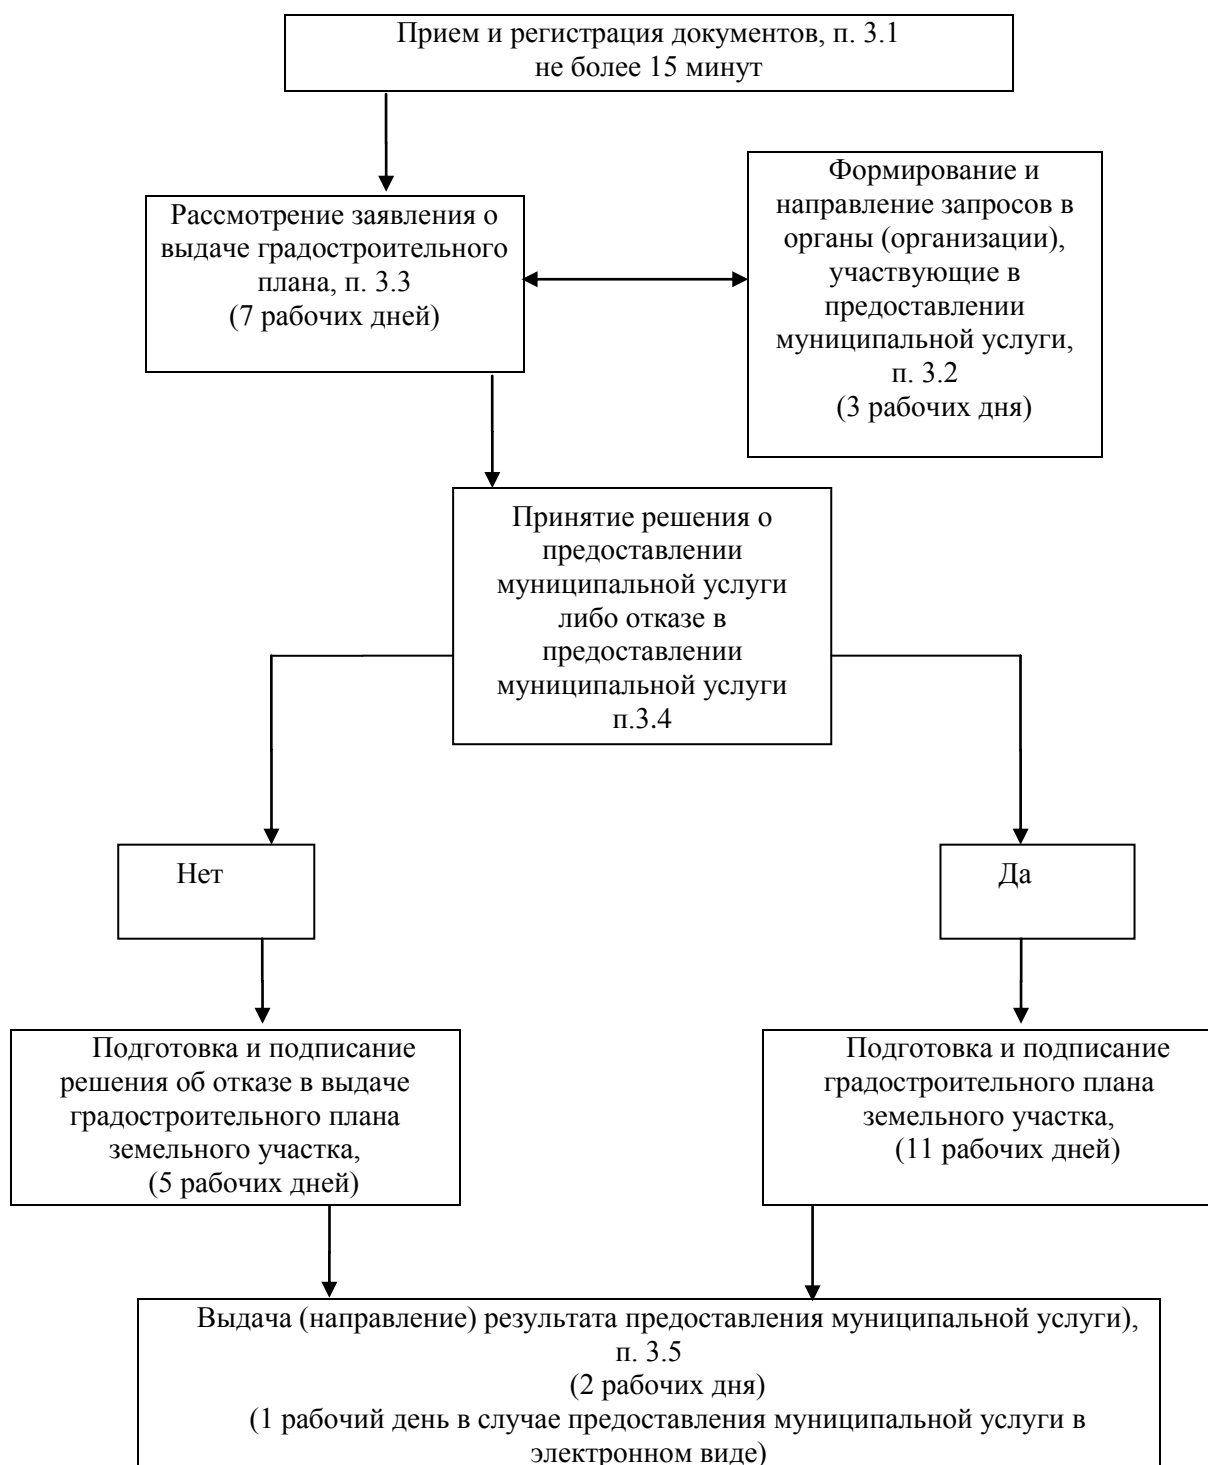 Прием и регистрация документов, п. 3.1
не более 15 минут
Рассмотрение заявления о
выдаче градостроительного
плана, п. 3.3
(7 рабочих дней)
Формирование и
направление запросов в
органы (организации),
участвующие в
предоставлении
муниципальной услуги,
п. 3.2
(3 рабочих дня)
Принятие решения о
предоставлении
муниципальной услуги
либо отказе в
предоставлении
муниципальной услуги
п.3.4
Нет
Да
Подготовка и подписание
решения об отказе в выдаче
градостроительного плана
земельного участка,
(5 рабочих дней)
Подготовка и подписание
градостроительного плана
земельного участка,
(11 рабочих дней)
Выдача (направление) результата предоставления муниципальной услуги),
п. 3.5
(2 рабочих дня)
(1 рабочий день в случае предоставления муниципальной услуги в
электронном виде)